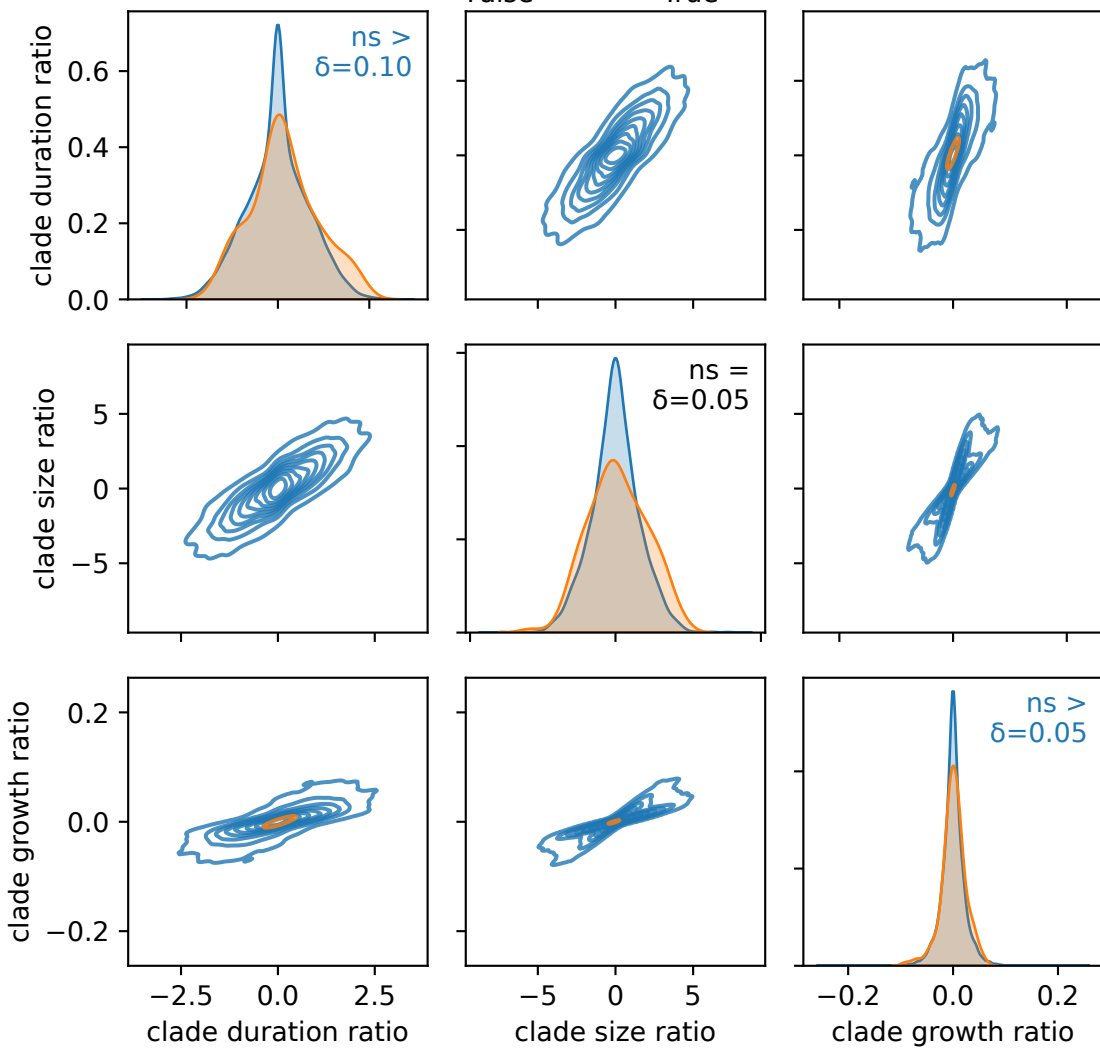 clade duration ratio
0.6
0.4
0.2
0.0
ns >
δ=0.10
clade size ratio
5
0
−5
ns =
δ=0.05
clade growth ratio
0.2
0.0
−0.2
ns >
δ=0.05
−2.5 0.0 2.5
−5 0 5
−0.2 0.0 0.2
clade duration ratio
clade size ratio
clade growth ratio